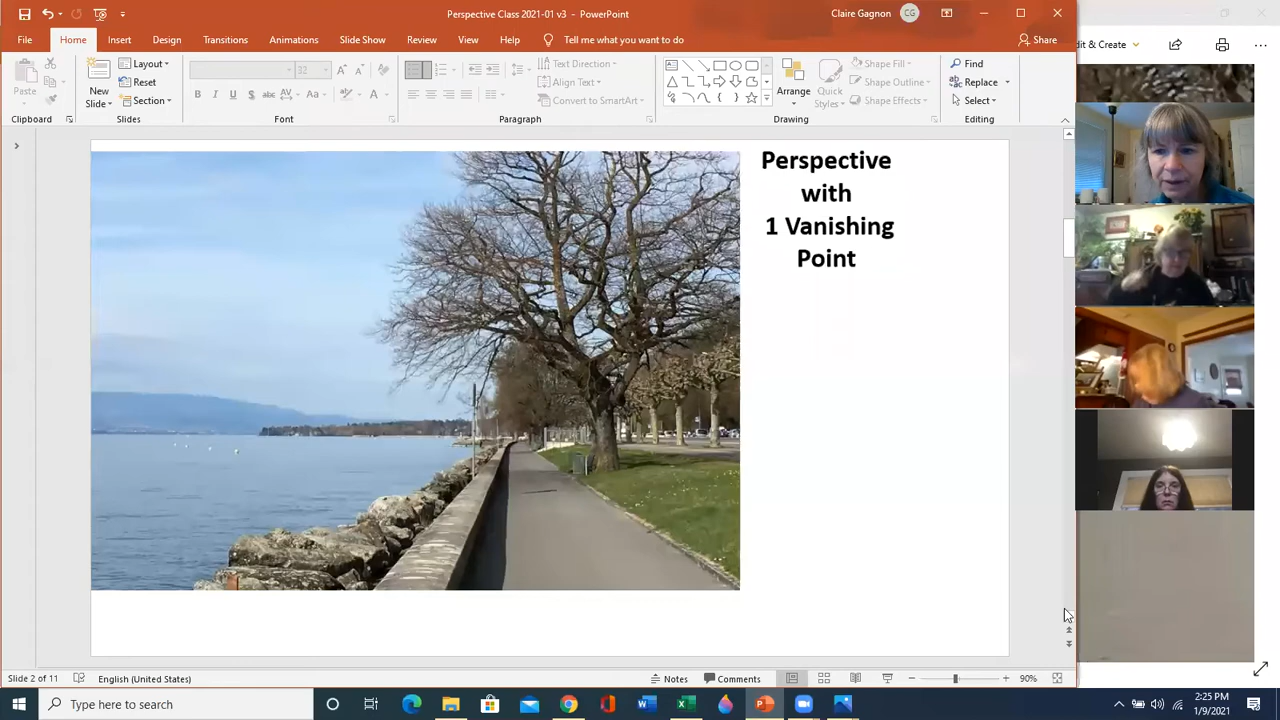 Perspective Class 2021-01 v3 - PowerPoint
Claire Gagnon
CG
File Home Insert Design Transitions Animations Slide Show Review View Help Tell me what you want to do
Share
dit & Create
Paste
New
Slide
Layout
Reset
Section
32
Text Direction
Align Text
Convert to SmartArt
Arrange
Quick
Styles
Shape Fill
Shape Outline
Shape Effects
Find
Replace
Select
Clipboard Slides Font Paragraph Drawing Editing
Perspective
with
1 Vanishing
Point
Slide 2 of 11 English (United States) Notes Comments 90%
Type here to search
2:25 PM
1/9/2021